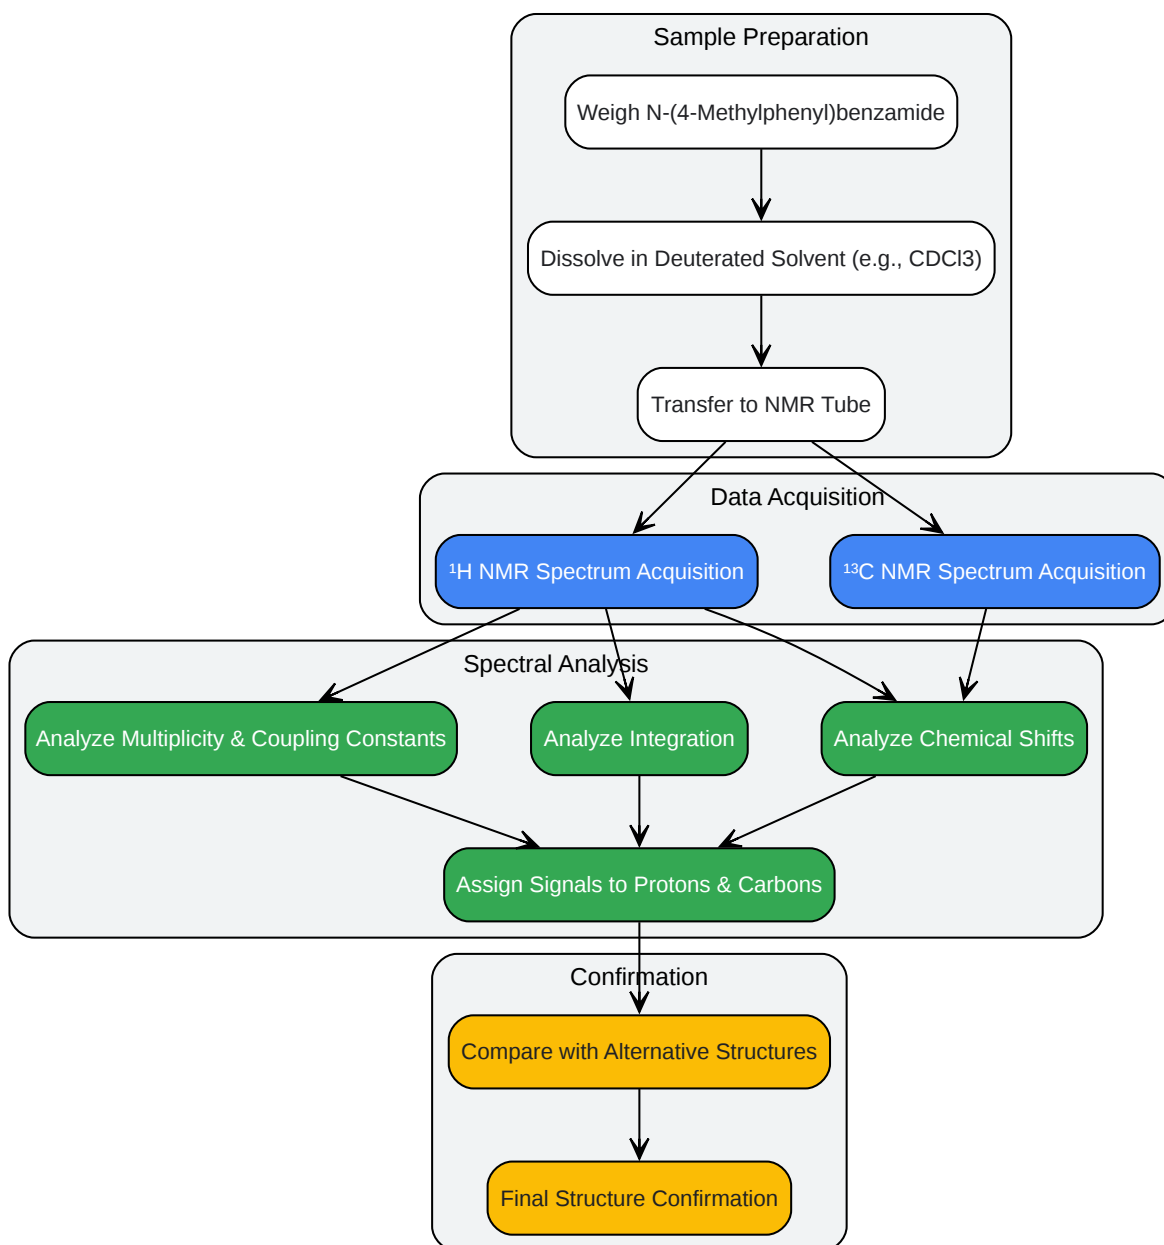 Sample Preparation
Weigh N-(4-Methylphenyl)benzamide
Dissolve in Deuterated Solvent (e.g., CDCl3)
Transfer to NMR Tube
Data Acquisition
¹H NMR Spectrum Acquisition
¹³C NMR Spectrum Acquisition
Spectral Analysis
Analyze Multiplicity & Coupling Constants
Analyze Integration
Analyze Chemical Shifts
Assign Signals to Protons & Carbons
Confirmation
Compare with Alternative Structures
Final Structure Confirmation